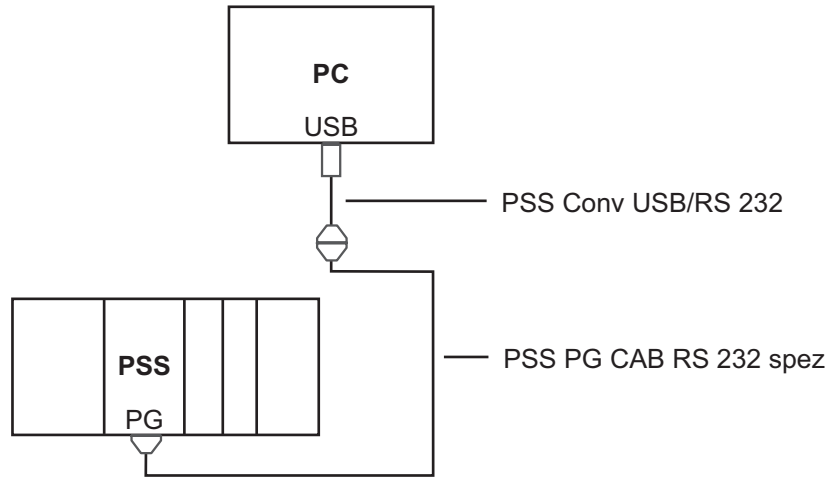 PC
USB
PSS Conv USB/RS 232
PSS PG CAB RS 232 spez
PSS
PG